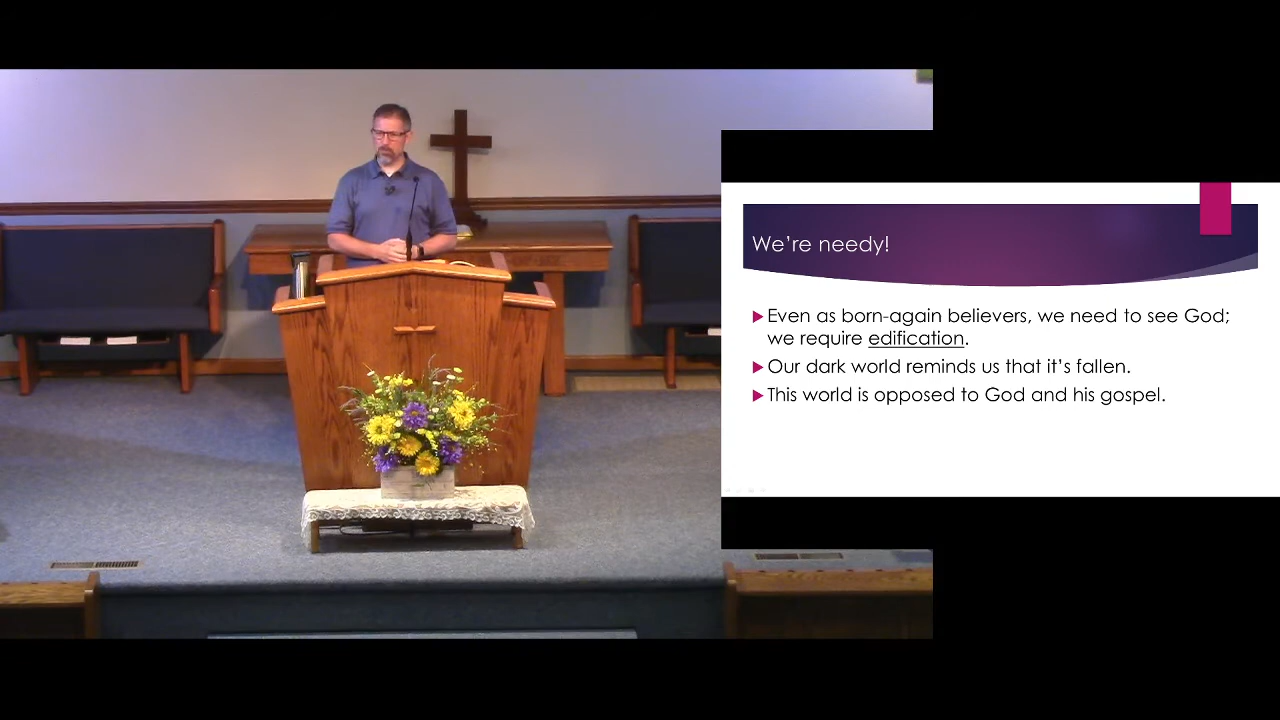 We're needy!
Even as born-again believers, we need to see God;
we require edification.
Our dark world reminds us that it's fallen.
This world is opposed to God and his gospel.